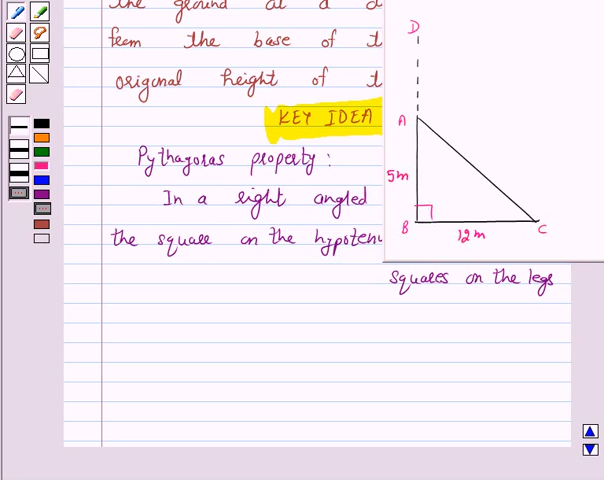 the ground at a d
from the base of t
original height of t
KEY IDEA
Pythagoras property :
In a right angled
the square on the hypotenu
squares on the legs
D
A
5m
B
12m
C